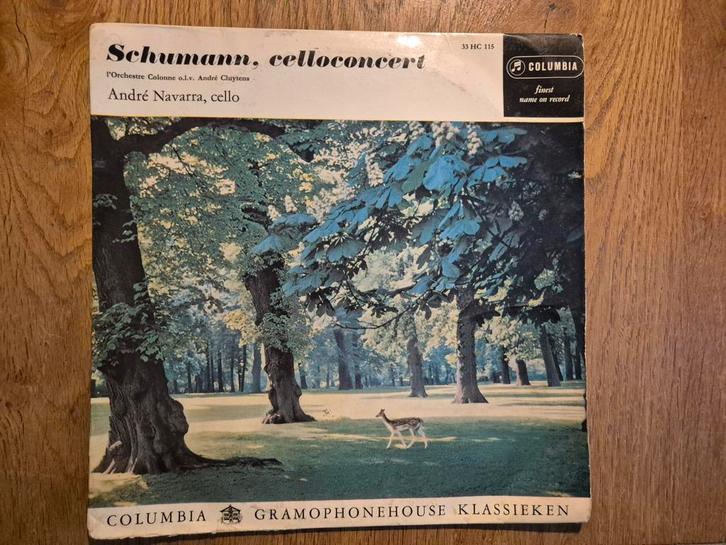 Schumann, celloconcert
33 HC 115
l'Orchestre Colonne o.l.v. André Cluytens
André Navarra, cello
COLUMBIA
finest
name on record
COLUMBIA GRAMOPHONEHOUSE KLASSIEKEN